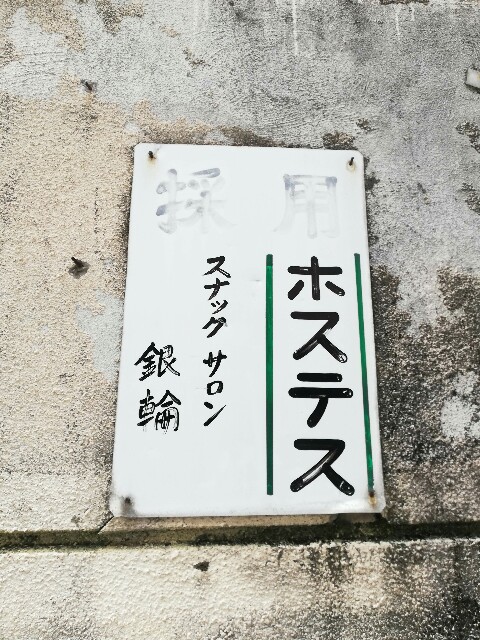 採用
ホステス
スナック サロン
銀輪